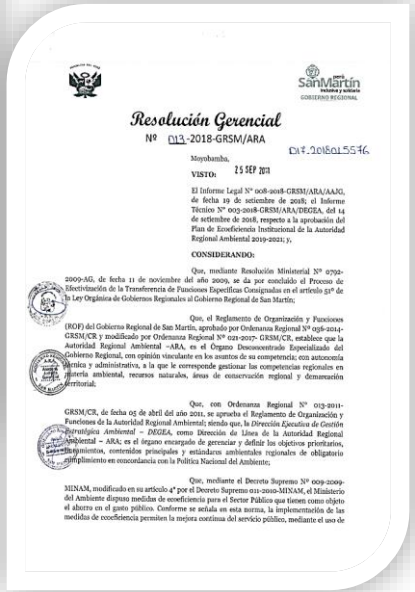 perú
SanMartín
inclusiva y solidaria
GOBIERNO REGIONAL
Resolución Gerencial
Nº 013-2018-GRSM/ARA
017-2018015576
Moyobamba, 25 SEP 2018
VISTO:
El Informe Legal Nº 008-2018-GRSM/ARA/AAJG,
de fecha 19 de setiembre de 2018; el Informe
Técnico Nº 003-2018-GRSM/ARA/DEGEA, del 14
de setiembre de 2018, respecto a la aprobación del
Plan de Ecoeficiencia Institucional de la Autoridad
Regional Ambiental 2019-2021; y,
CONSIDERANDO:
Que, mediante Resolución Ministerial Nº 0792-
2009-AG, de fecha 11 de noviembre del año 2009, se da por concluido el Proceso de
Efectivización de la Transferencia de Funciones Específicas Consignadas en el artículo 51º de
la Ley Orgánica de Gobiernos Regionales al Gobierno Regional de San Martín;
Que, el Reglamento de Organización y Funciones
(ROF) del Gobierno Regional de San Martín, aprobado por Ordenanza Regional Nº 036-2014-
GRSM/CR y modificado por Ordenanza Regional Nº 021-2017- GRSM/CR, establece que la
Autoridad Regional Ambiental –ARA, es el Órgano Desconcentrado Especializado del
Gobierno Regional, con opinión vinculante en los asuntos de su competencia; con autonomía
técnica y administrativa, a la que le corresponde gestionar las competencias regionales en
materia ambiental, recursos naturales, áreas de conservación regional y demarcación
territorial;
Que, con Ordenanza Regional Nº 013-2011-
GRSM/CR, de fecha 05 de abril del año 2011, se aprueba el Reglamento de Organización y
Funciones de la Autoridad Regional Ambiental; siendo que, la Dirección Ejecutiva de Gestión
Estratégica Ambiental – DEGEA, como Dirección de Línea de la Autoridad Regional
Ambiental – ARA; es el órgano encargado de gerenciar y definir los objetivos prioritarios,
lineamientos, contenidos principales y estándares ambientales regionales de obligatorio
cumplimiento en concordancia con la Política Nacional del Ambiente;
Que, mediante el Decreto Supremo Nº 009-2009-
MINAM, modificado en su artículo 4º por el Decreto Supremo 011-2010-MINAM, el Ministerio
del Ambiente dispuso medidas de ecoeficiencia para el Sector Público que tienen como objeto
el ahorro en el gasto público. Conforme se señala en esta norma, la implementación de las
medidas de ecoeficiencia permiten la mejora continua del servicio público, mediante el uso de